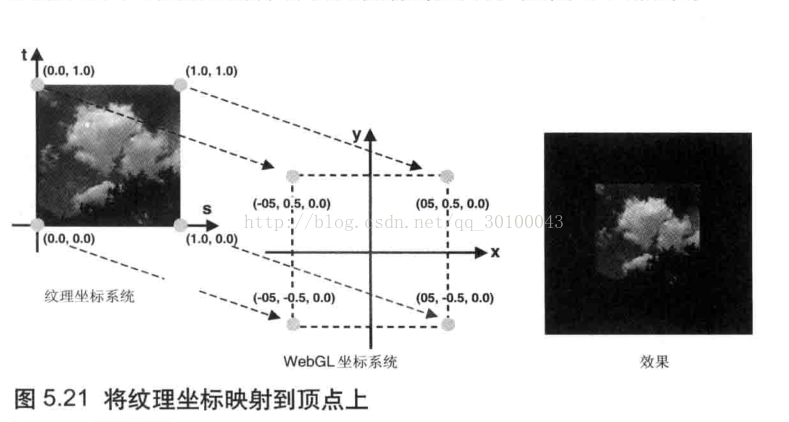 t
(0.0, 1.0)
(1.0, 1.0)
s
(0.0, 0.0)
(1.0, 0.0)
纹理坐标系统
y
(-05, 0.5, 0.0)
(05, 0.5, 0.0)
http://blog.csdn.net/qq_30100043
x
(-05, -0.5, 0.0)
(05, -0.5, 0.0)
WebGL 坐标系统
效果
图 5.21 将纹理坐标映射到顶点上